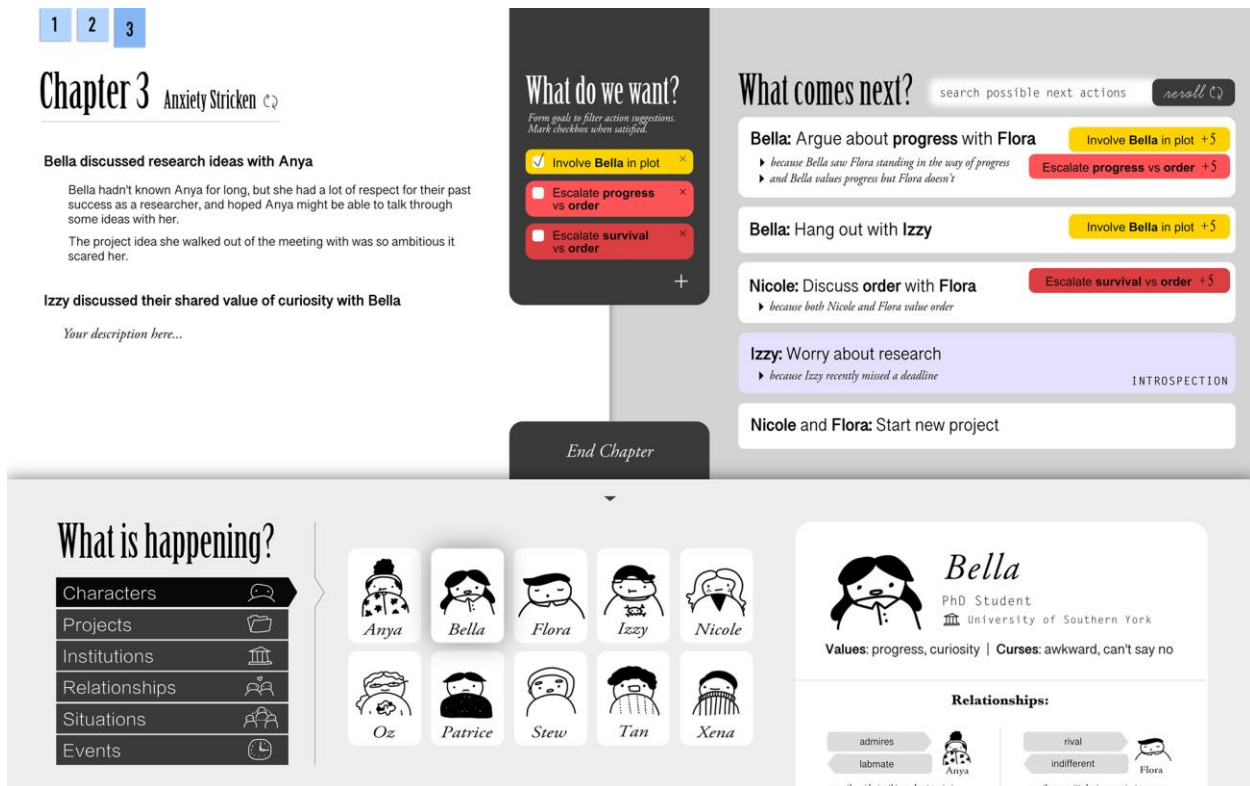 1 2 3
Chapter 3 Anxiety Stricken
Bella discussed research ideas with Anya
Bella hadn't known Anya for long, but she had a lot of respect for their past
success as a researcher, and hoped Anya might be able to talk through
some ideas with her.
The project idea she walked out of the meeting with was so ambitious it
scared her.
Izzy discussed their shared value of curiosity with Bella
Your description here...
What do we want?
Form goals to filter action suggestions.
Mark checkbox when satisfied.
Involve Bella in plot ×
Escalate progress ×
vs order
Escalate survival ×
vs order
+
End Chapter
What comes next?
search possible next actions
reroll
Bella: Argue about progress with Flora
because Bella saw Flora standing in the way of progress
and Bella values progress but Flora doesn't
Involve Bella in plot +5
Escalate progress vs order +5
Bella: Hang out with Izzy
Involve Bella in plot +5
Nicole: Discuss order with Flora
because both Nicole and Flora value order
Escalate survival vs order +5
Izzy: Worry about research
because Izzy recently missed a deadline
INTROSPECTION
Nicole and Flora: Start new project
What is happening?
Characters
Projects
Institutions
Relationships
Situations
Events
Anya Bella Flora Izzy Nicole
Oz Patrice Stew Tan Xena
Bella
PhD Student
University of Southern York
Values: progress, curiosity | Curses: awkward, can't say no
Relationships:
admires
labmate
Anya
rival
indifferent
Flora